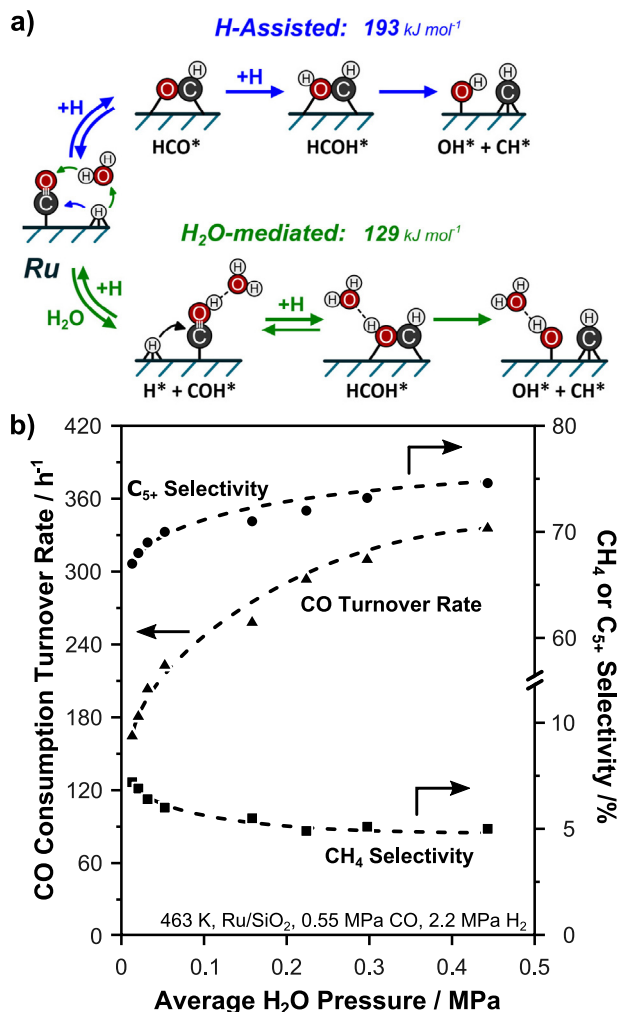 a)
H-Assisted: 193 kJ mol⁻¹
+H
O C H
+H
H O C H
O H H C
HCO*
HCOH*
OH* + CH*
O H O H
C H
Ru
H₂O-mediated: 129 kJ mol⁻¹
+H
H₂O
H O C H O H
+H
H O H H O C H
H O H H O H C
H* + COH*
HCOH*
OH* + CH*
b)
420
360
300
240
180
120
60
0
CO Consumption Turnover Rate / h⁻¹
80
70
60
10
5
0
CH₄ or C₅₊ Selectivity /%
C₅₊ Selectivity
CO Turnover Rate
CH₄ Selectivity
463 K, Ru/SiO₂, 0.55 MPa CO, 2.2 MPa H₂
0 0.1 0.2 0.3 0.4 0.5
Average H₂O Pressure / MPa